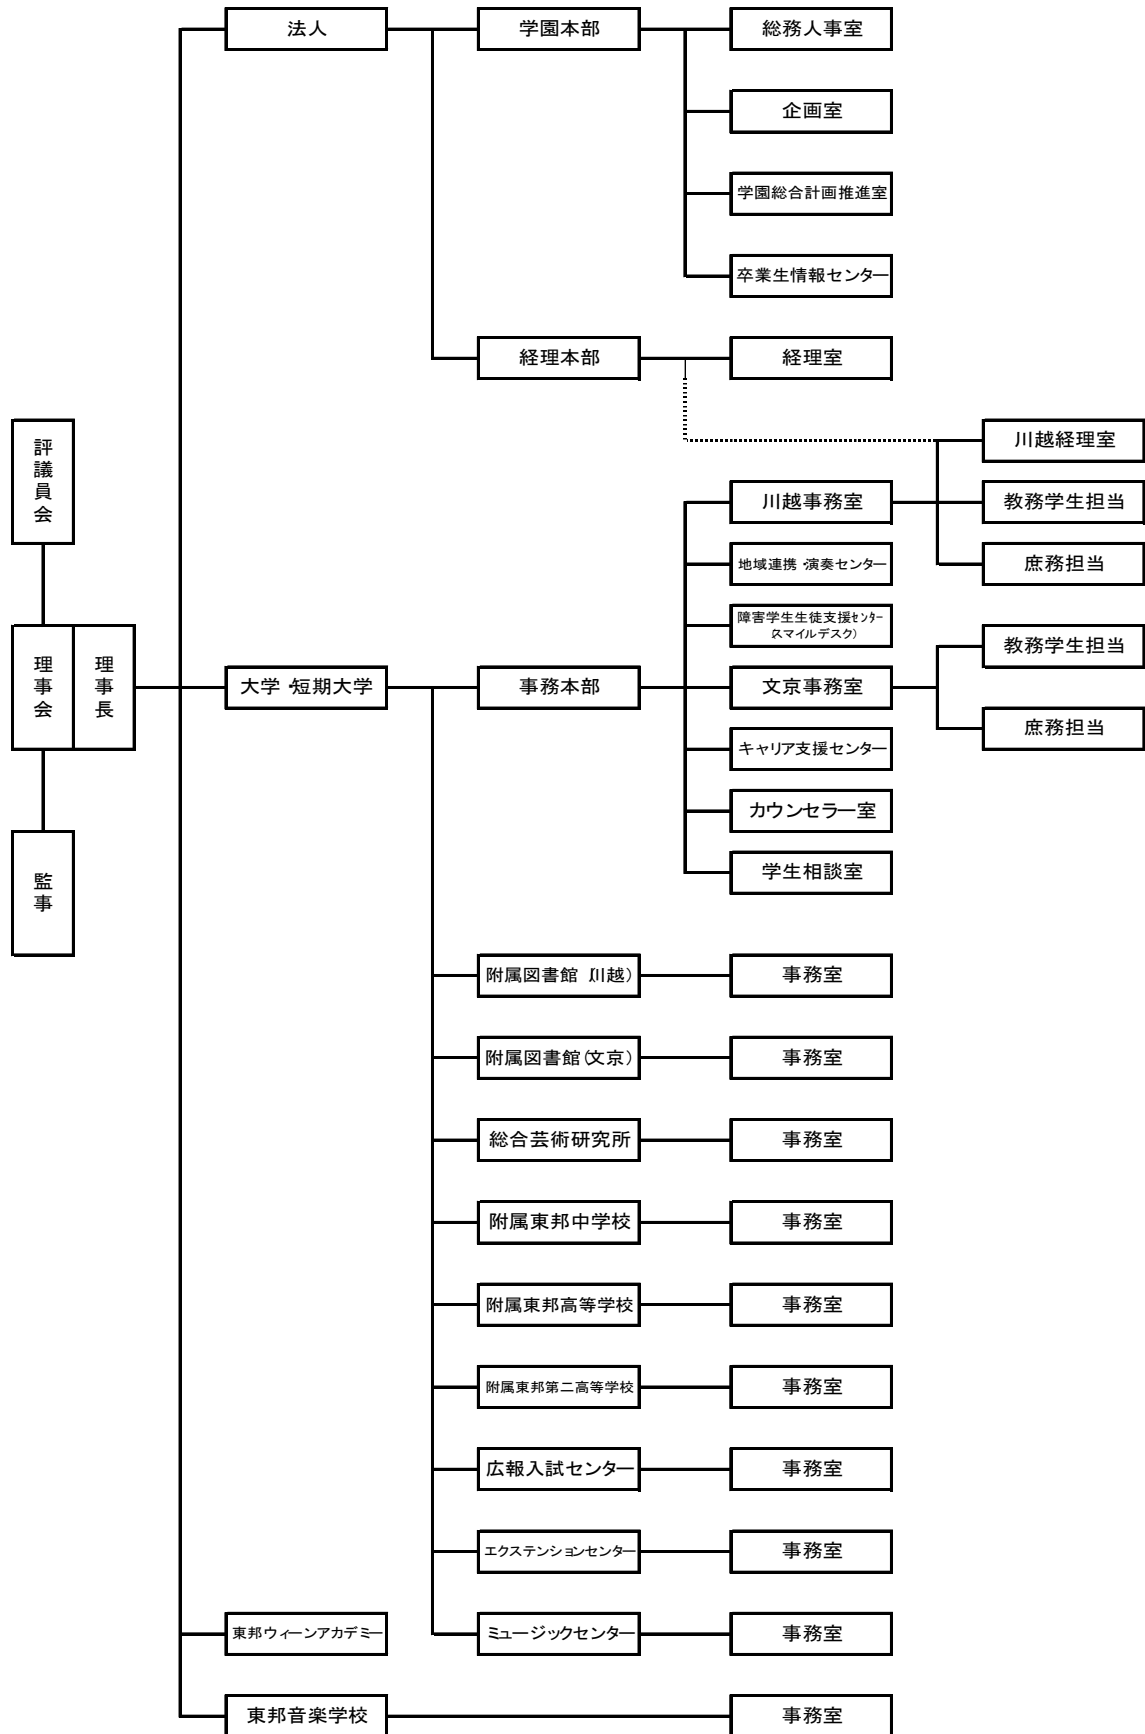 法人
学園本部
総務人事室
企画室
学園総合計画推進室
卒業生情報センター
経理本部
経理室
評議員会
川越経理室
川越事務室
教務学生担当
地域連携・演奏センター
庶務担当
障害学生生徒支援センター
(スマイルデスク)
理事会
理事長
大学・短期大学
事務本部
文京事務室
教務学生担当
庶務担当
キャリア支援センター
カウンセラー室
学生相談室
監事
附属図書館(川越)
事務室
附属図書館(文京)
事務室
総合芸術研究所
事務室
附属東邦中学校
事務室
附属東邦高等学校
事務室
附属東邦第二高等学校
事務室
広報入試センター
事務室
エクステンションセンター
事務室
東邦ウィーンアカデミー
ミュージックセンター
事務室
東邦音楽学校
事務室